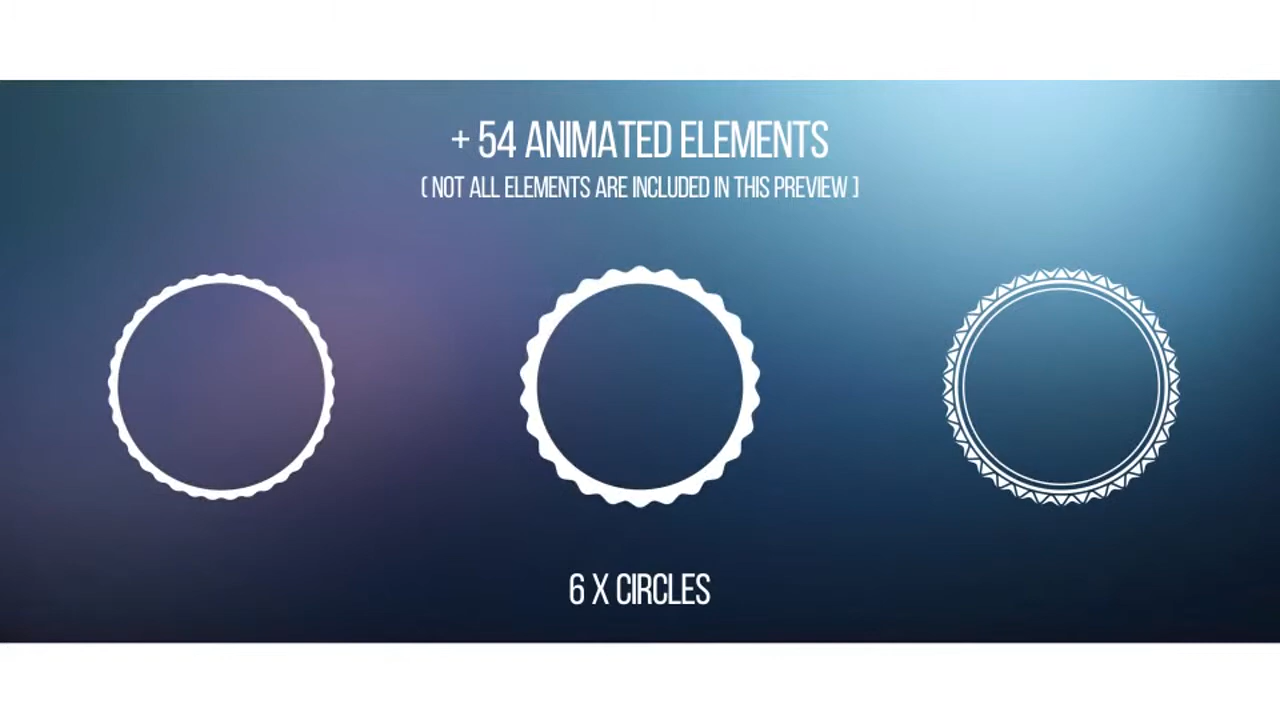 + 54 ANIMATED ELEMENTS
( NOT ALL ELEMENTS ARE INCLUDED IN THIS PREVIEW )
6 X CIRCLES